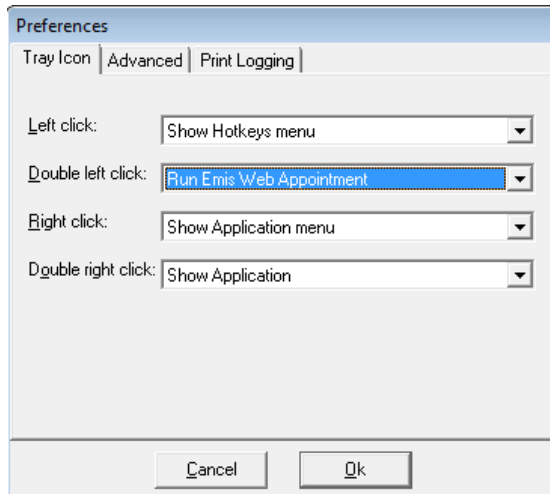 Preferences
Tray Icon Advanced Print Logging
Left click: Show Hotkeys menu
Double left click: Run Emis Web Appointment
Right click: Show Application menu
Double right click: Show Application
Cancel Ok